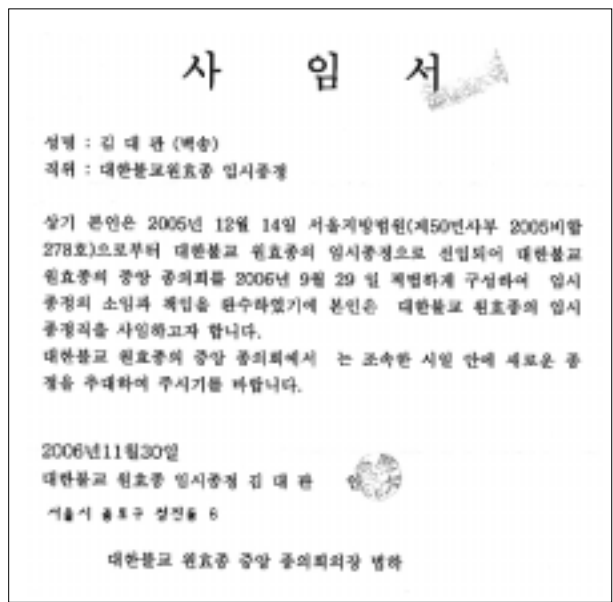 사 임 서
성명 : 김 대 관 (백송)
직위 : 대한불교원효종 임시종정
상기 본인은 2005년 12월 14일 서울지방법원(제50민사부 2005비합
278호)으로부터 대한불교 원효종의 임시종정으로 선임되어 대한불교
원효종의 중앙 종의회를 2006년 9월 29 일 적법하게 구성하여 임시
종정의 소임과 책임을 완수하였기에 본인은 대한불교 원효종의 임시
종정직을 사임하고자 합니다.
대한불교 원효종의 중앙 종의회에서 는 조속한 시일 안에 새로운 종
정을 추대하여 주시기를 바랍니다.
2006년11월30일
대한불교 원효종 임시종정 김 대 관 인
서울시 종로구 6
대한불교 원효종 중앙 종의회의장 법하